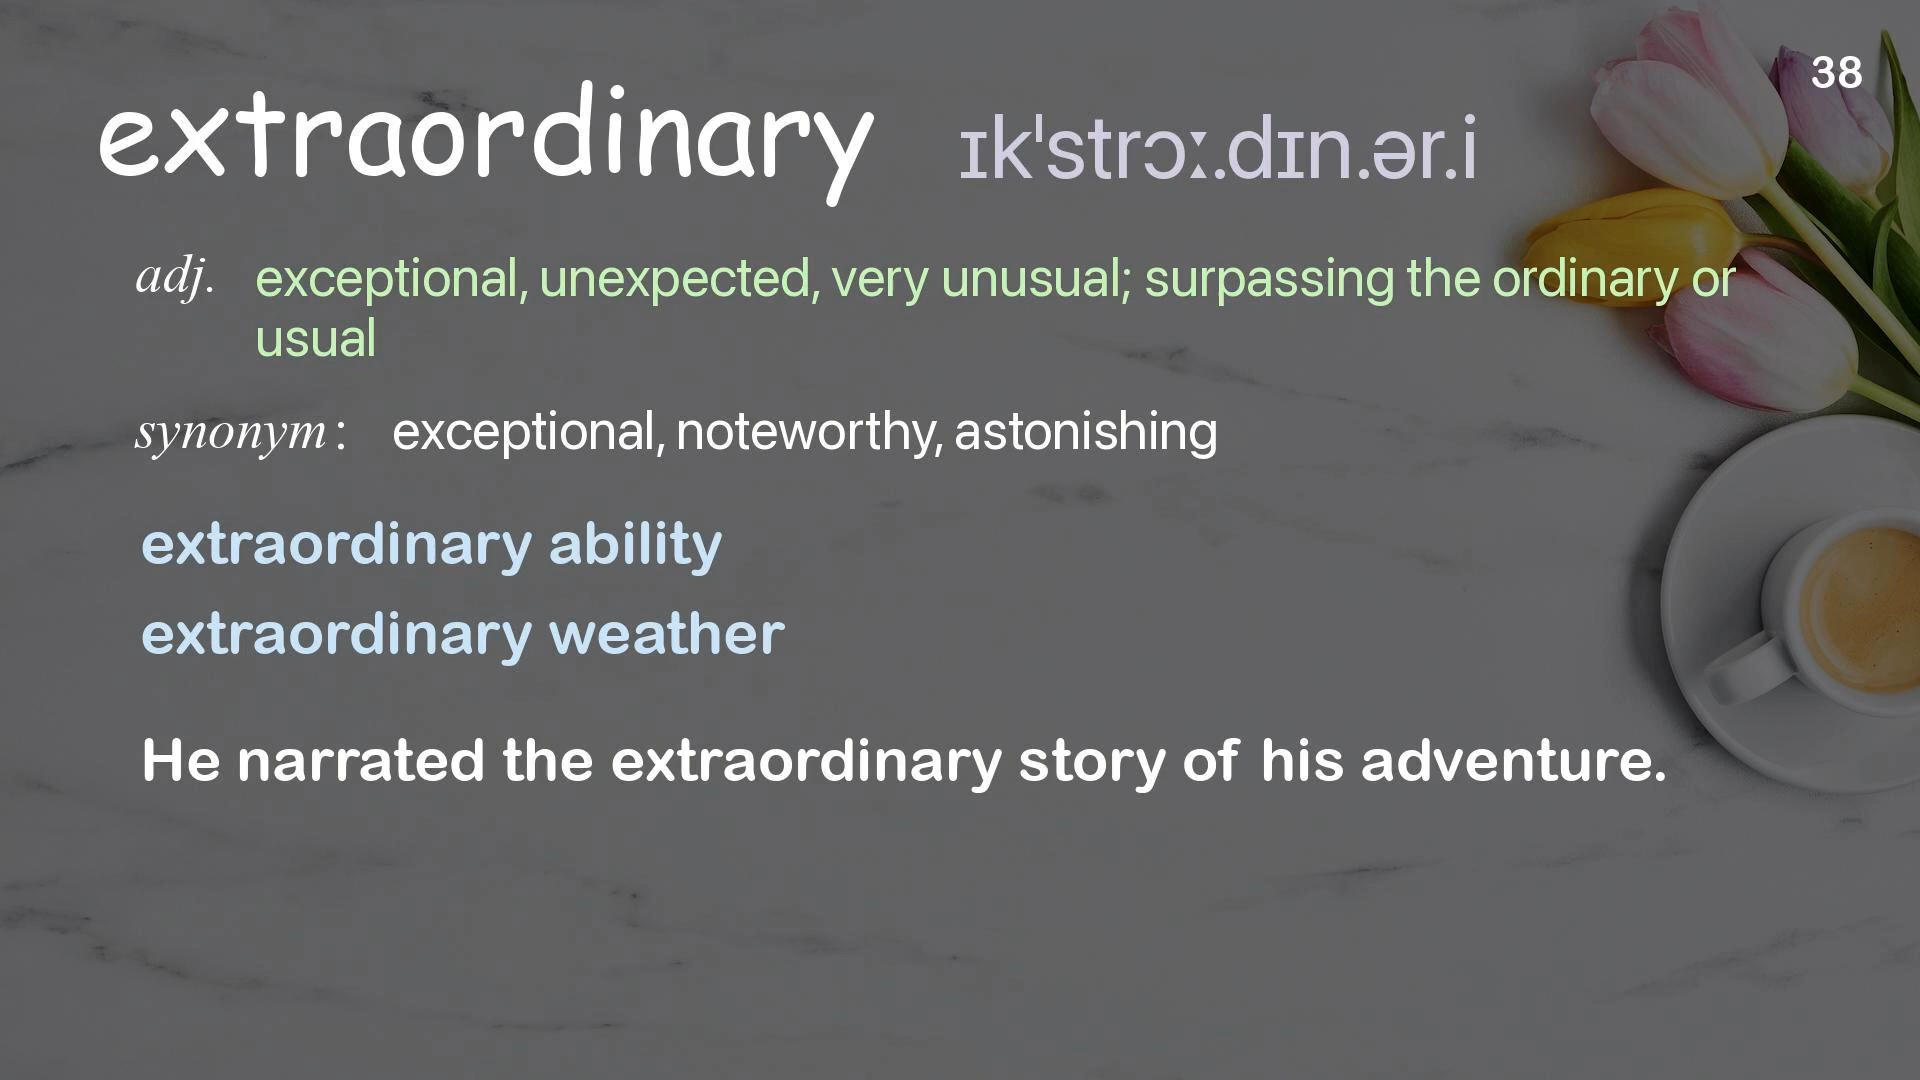 38
extraordinary ɪkˈstrɔː.dɪn.ər.i
adj. exceptional, unexpected, very unusual; surpassing the ordinary or
usual
synonym: exceptional, noteworthy, astonishing
extraordinary ability
extraordinary weather
He narrated the extraordinary story of his adventure.